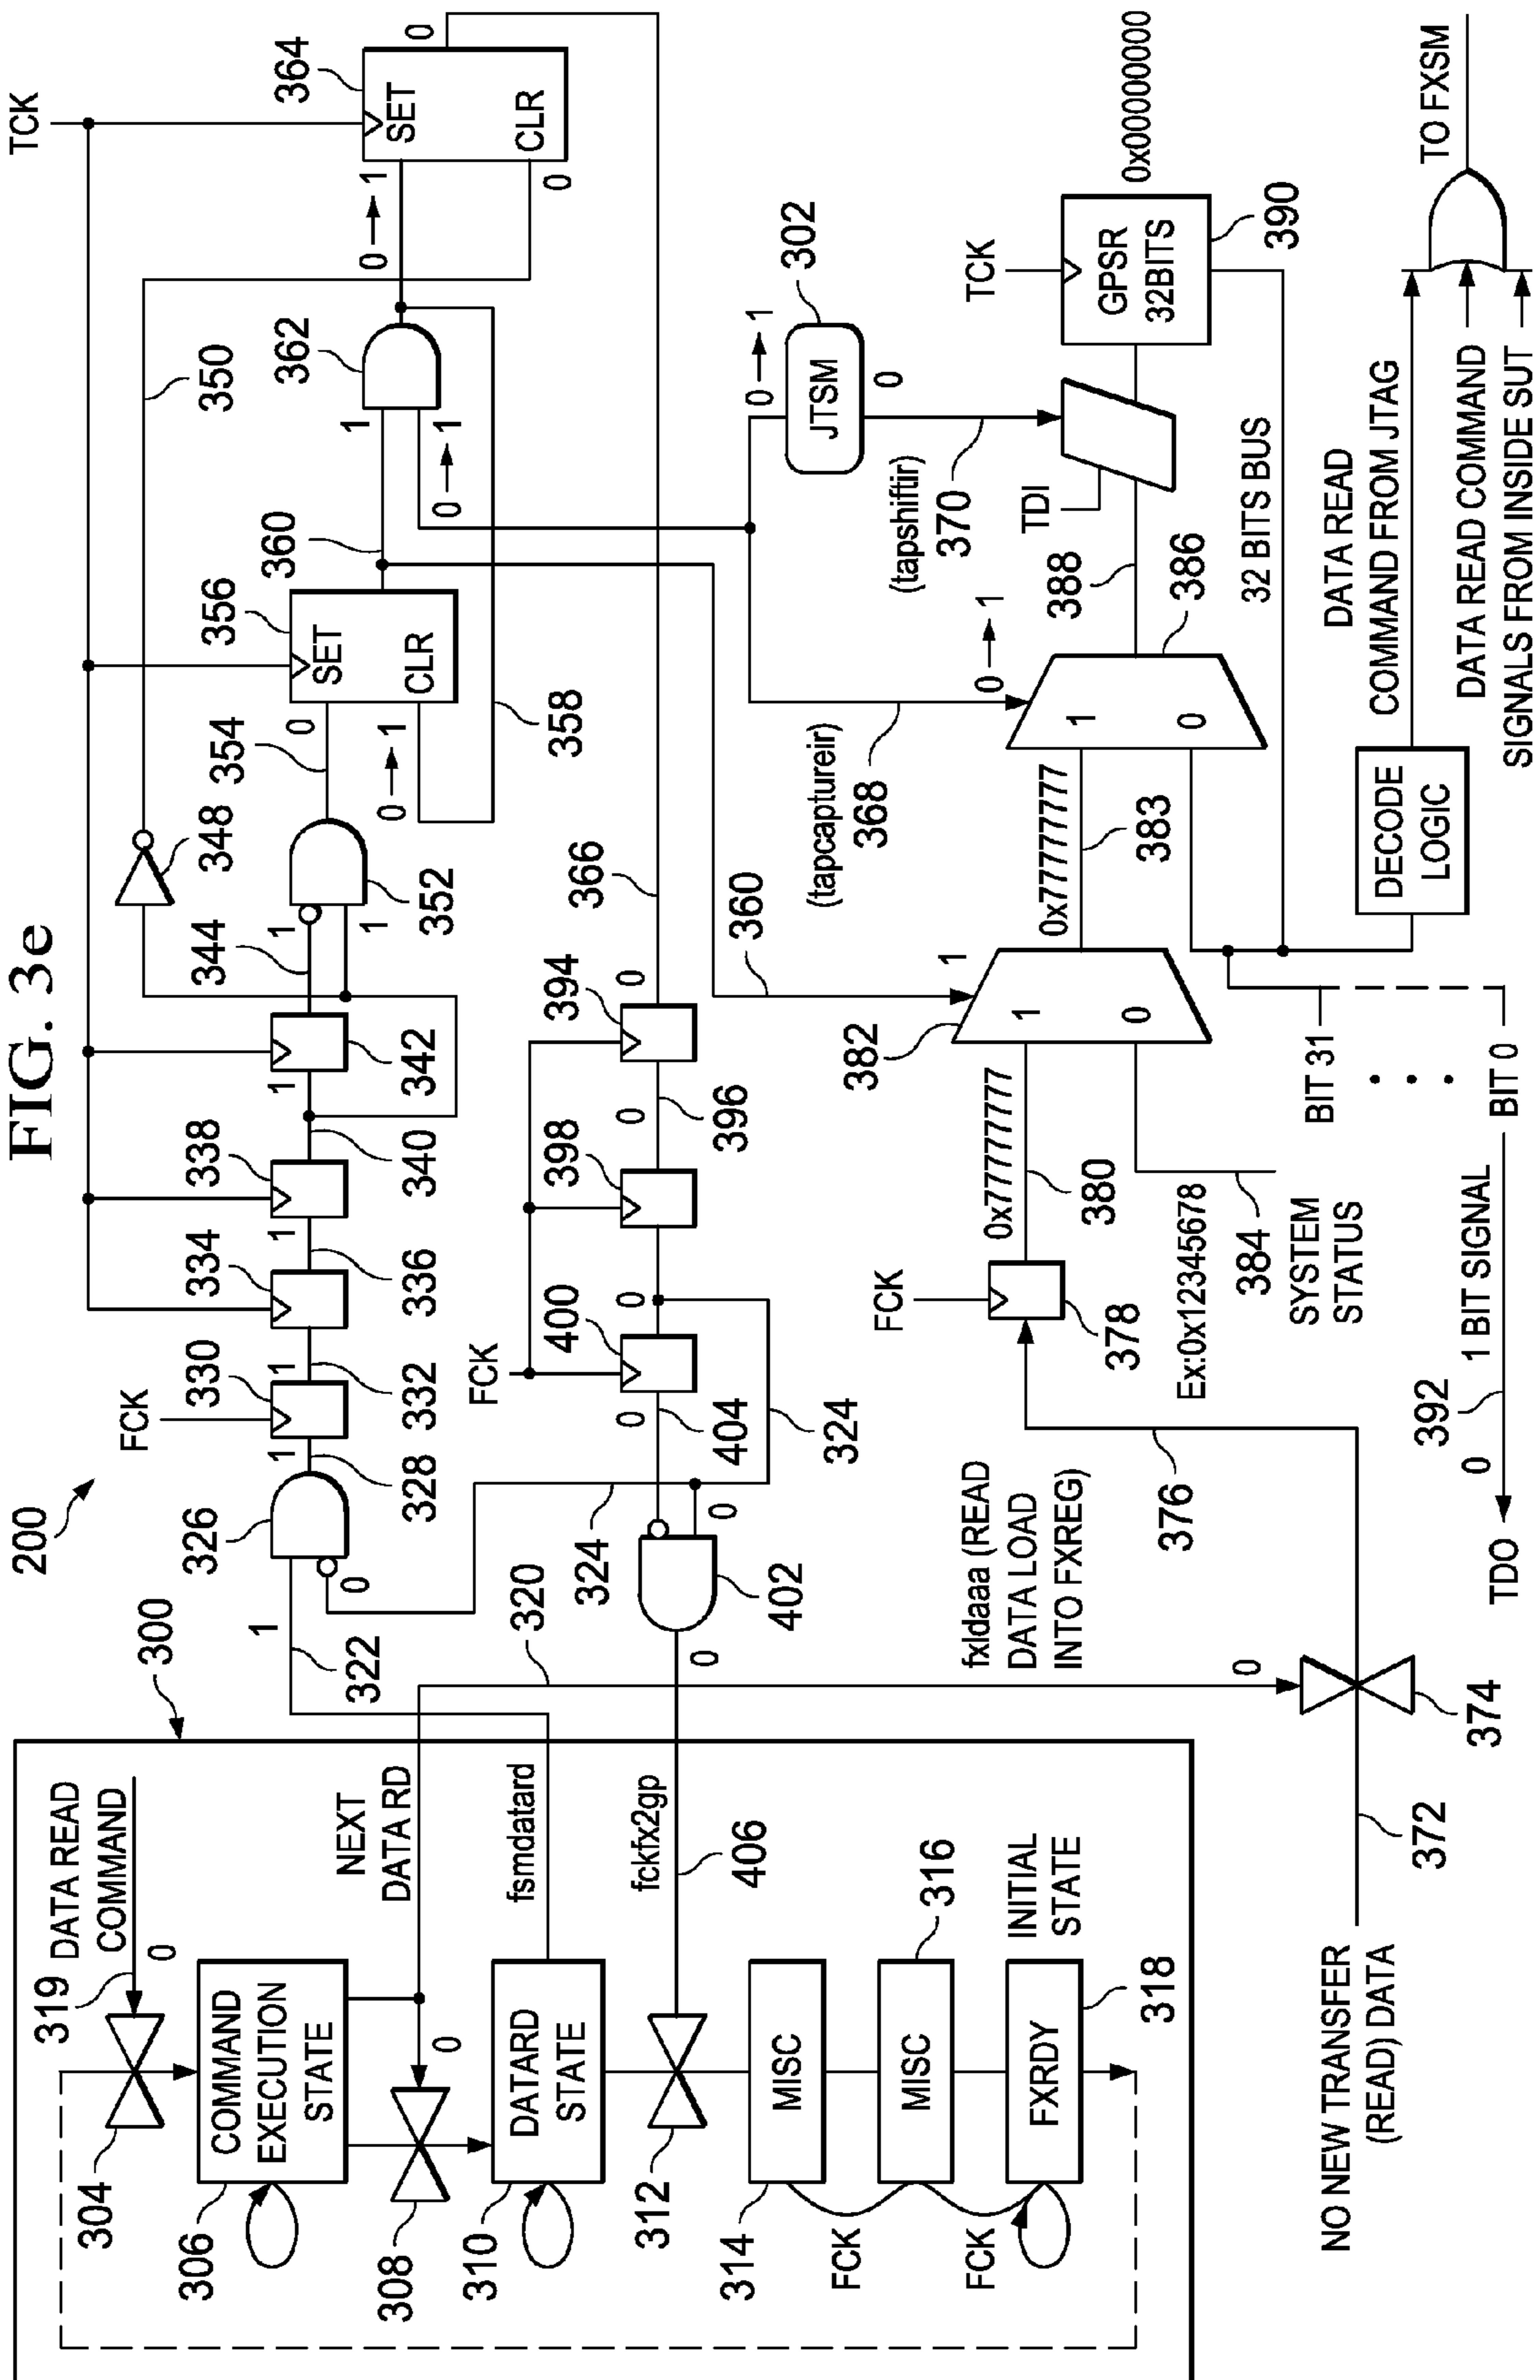 FIG. 3e
200
300
319
DATA READ
COMMAND
0
304
306
COMMAND
EXECUTION
STATE
308
0
NEXT
DATA RD
320
310
DATARD
STATE
fsmdatard
322
1
312
fckfx2gp
406
314
MISC
FCK
MISC
316
FCK
FXRDY
318
INITIAL
STATE
326
0
328
1
FCK
330
332
1
334
336
1
338
340
1
342
344
1
1
348
350
352
354
0
0→1
356
SET
CLR
358
360
1
0→1
362
0→1
TCK
364
SET
CLR
0
0
366
324
402
0
0
404
0
400
FCK
0
324
398
0
396
394
0
NO NEW TRANSFER
(READ) DATA
372
374
0
376
fxldaaa (READ
DATA LOAD
INTO FXREG)
FCK
378
380
0x77777777
Ex:0x12345678
384
SYSTEM
STATUS
382
1
0
1
360
383
0x77777777
(tapcaptureir)
368
0→1
1
0
386
388
(tapshiftir)
370
TDI
302
JTSM
0→1
0
TCK
GPSR
32BITS
390
0x00000000
32 BITS BUS
BIT 31
BIT 0
392
1 BIT SIGNAL
0
TDO
DECODE
LOGIC
DATA READ
COMMAND FROM JTAG
DATA READ COMMAND
SIGNALS FROM INSIDE SUT
TO FXSM